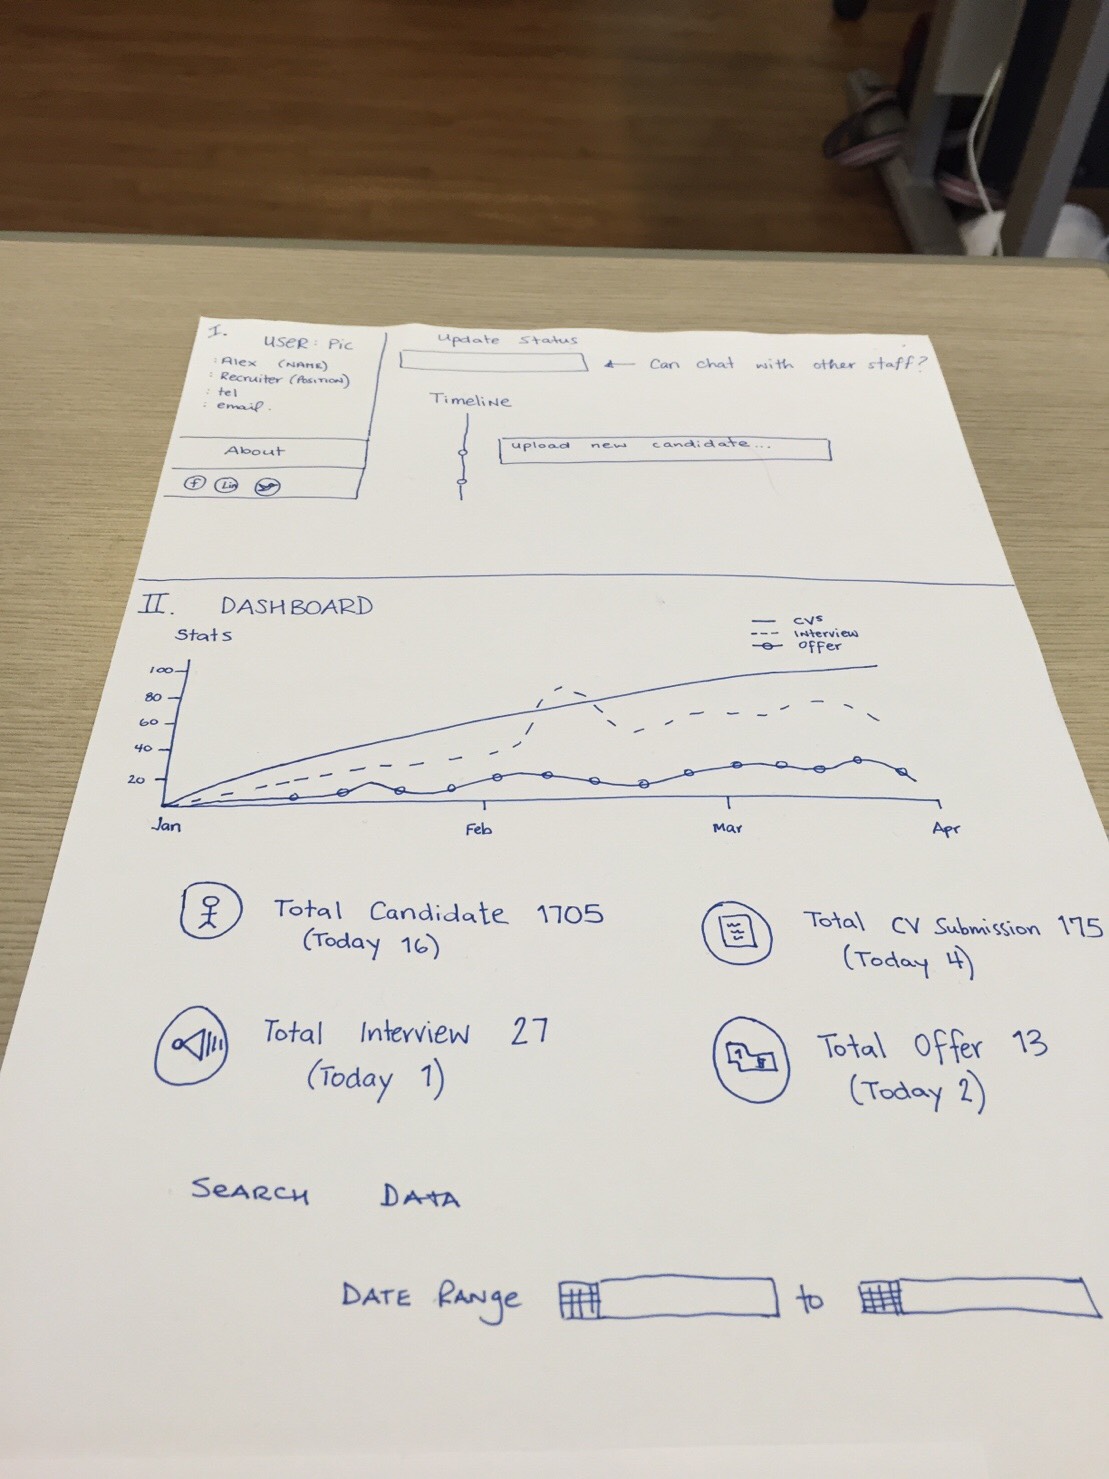 I.
USER: Pic
: Alex (NAME)
: Recruiter (Position)
: tel
: email.
About
f Lin
Update Status
Can chat with other staff?
Timeline
upload new candidate...
II. DASHBOARD
Stats
CVs
Interview
Offer
100
80
60
40
20
Jan Feb Mar Apr
Total Candidate 1705
(Today 16)
Total CV Submission 175
(Today 4)
Total Interview 27
(Today 1)
Total Offer 13
(Today 2)
SEARCH DATA
DATE RANGE to